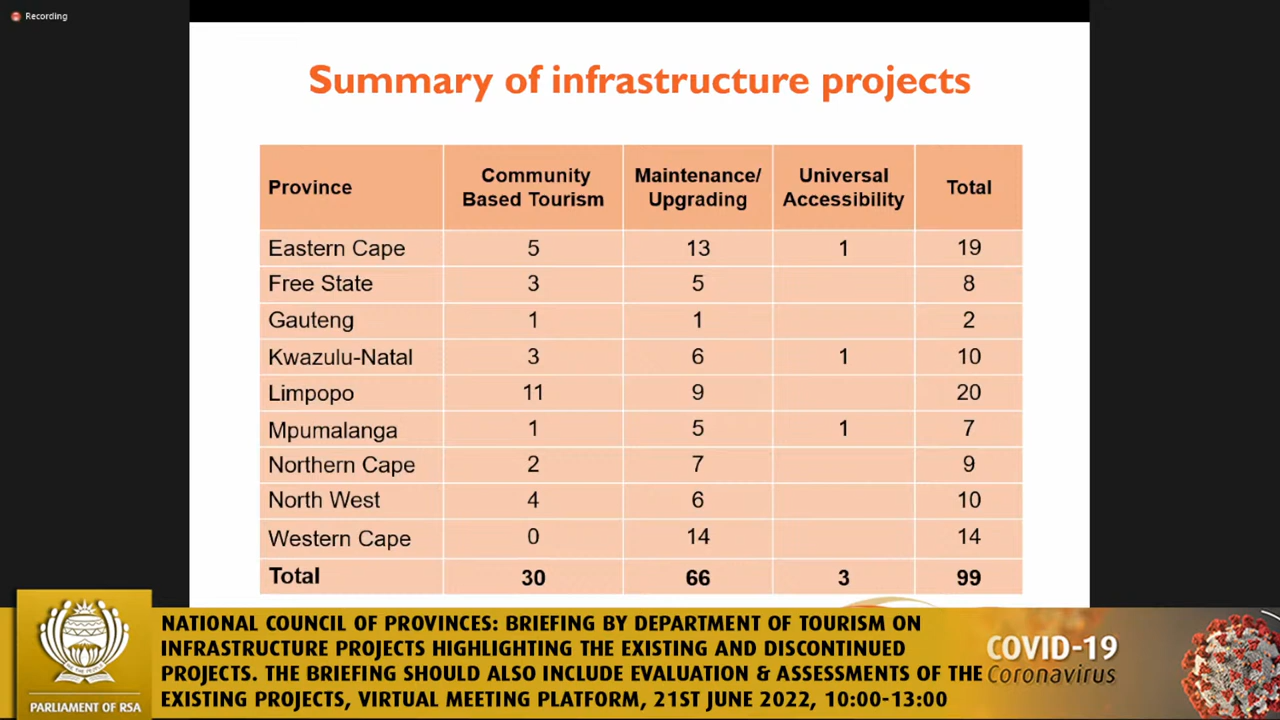 Recording
Summary of infrastructure projects
Province Community Based Tourism Maintenance/ Upgrading Universal Accessibility Total
Eastern Cape 5 13 1 19
Free State 3 5 8
Gauteng 1 1 2
Kwazulu-Natal 3 6 1 10
Limpopo 11 9 20
Mpumalanga 1 5 1 7
Northern Cape 2 7 9
North West 4 6 10
Western Cape 0 14 14
Total 30 66 3 99
PARLIAMENT OF RSA
NATIONAL COUNCIL OF PROVINCES: BRIEFING BY DEPARTMENT OF TOURISM ON
INFRASTRUCTURE PROJECTS HIGHLIGHTING THE EXISTING AND DISCONTINUED
PROJECTS. THE BRIEFING SHOULD ALSO INCLUDE EVALUATION & ASSESSMENTS OF THE
EXISTING PROJECTS, VIRTUAL MEETING PLATFORM, 21ST JUNE 2022, 10:00-13:00
COVID-19
Coronavirus